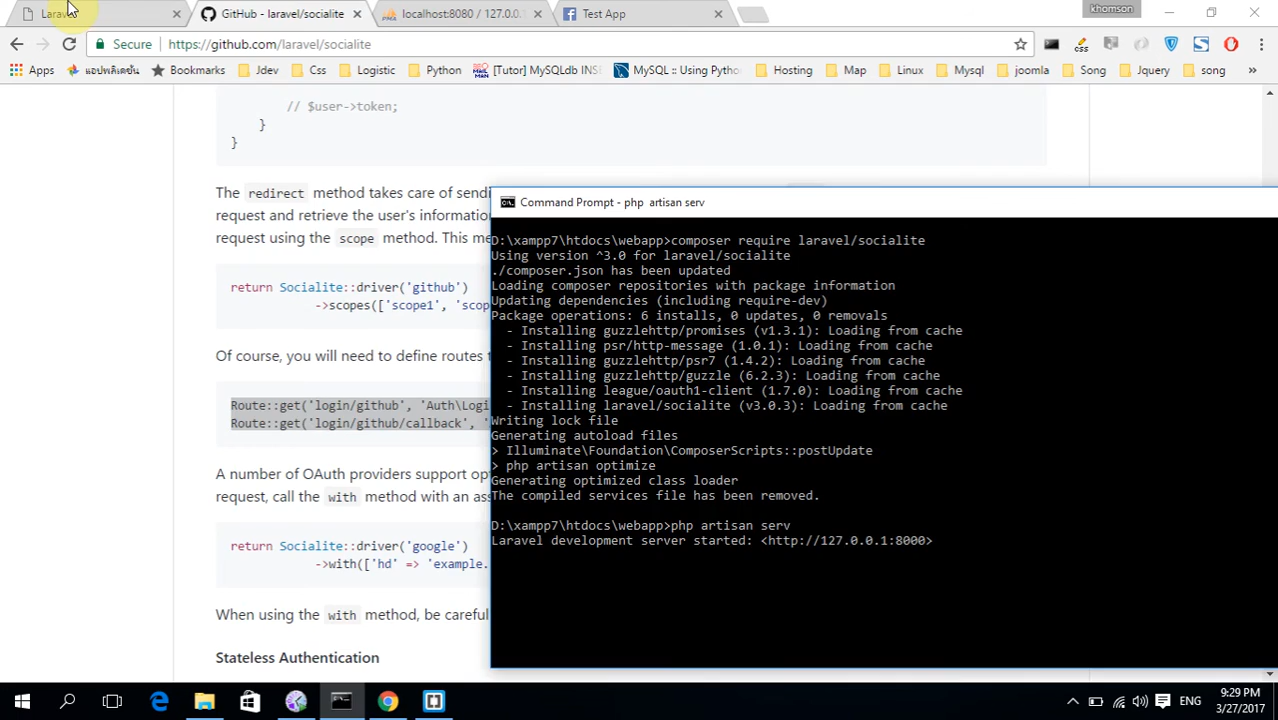 Laravel
GitHub - laravel/socialite
localhost:8080 / 127.0.0.1
Test App
khomson
Secure
https://github.com/laravel/socialite
Apps
แอปพลิเคชัน
Bookmarks
Jdev
Css
Logistic
Python
[Tutor] MySQLdb INSE
MySQL :: Using Pytho
Hosting
Map
Linux
Mysql
joomla
Song
Jquery
song
»
// $user->token;
}
}
The redirect method takes care of sendi
request and retrieve the user's information
request using the scope method. This me
return Socialite::driver('github')
->scopes(['scope1', 'scop
Of course, you will need to define routes t
Route::get('login/github', 'Auth\Logi
Route::get('login/github/callback', '
A number of OAuth providers support opt
request, call the with method with an ass
return Socialite::driver('google')
->with(['hd' => 'example.
When using the with method, be careful
Stateless Authentication
Command Prompt - php artisan serv
D:\xampp7\htdocs\webapp>composer require laravel/socialite
Using version ^3.0 for laravel/socialite
./composer.json has been updated
Loading composer repositories with package information
Updating dependencies (including require-dev)
Package operations: 6 installs, 0 updates, 0 removals
- Installing guzzlehttp/promises (v1.3.1): Loading from cache
- Installing psr/http-message (1.0.1): Loading from cache
- Installing guzzlehttp/psr7 (1.4.2): Loading from cache
- Installing guzzlehttp/guzzle (6.2.3): Loading from cache
- Installing league/oauth1-client (1.7.0): Loading from cache
- Installing laravel/socialite (v3.0.3): Loading from cache
Writing lock file
Generating autoload files
> Illuminate\Foundation\ComposerScripts::postUpdate
> php artisan optimize
Generating optimized class loader
The compiled services file has been removed.
D:\xampp7\htdocs\webapp>php artisan serv
Laravel development server started: <http://127.0.0.1:8000>
ENG
9:29 PM
3/27/2017